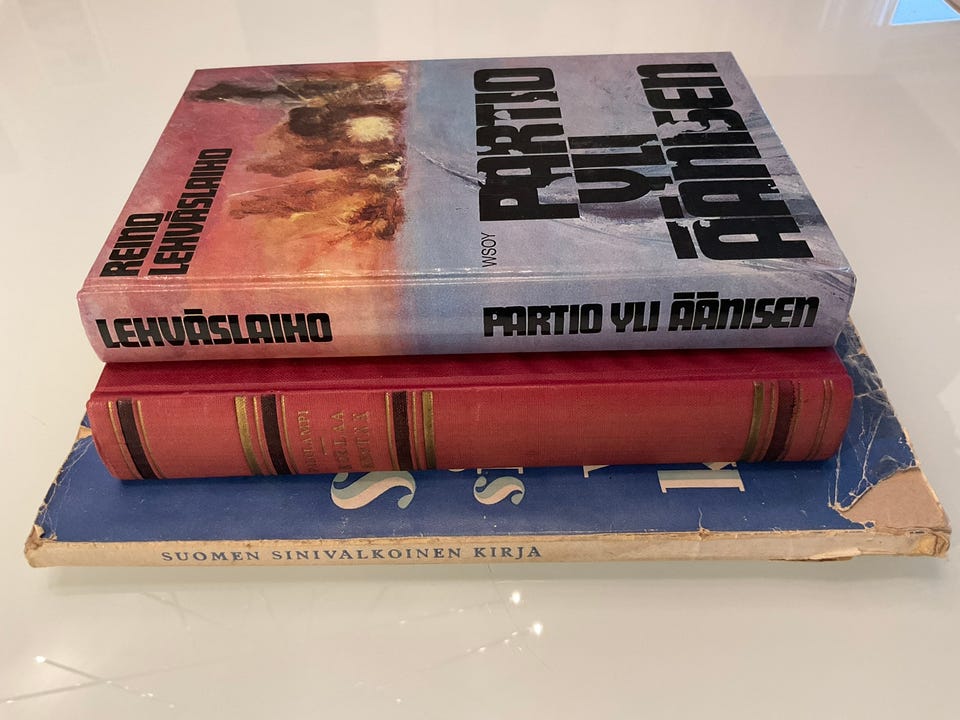 REINO
LEHVÄSLAIHO
PARTIO
YLI
ÄÄNISEN
WSOY
LEHVÄSLAIHO
PARTIO YLI ÄÄNISEN
SUOMEN SINIVALKOINEN KIRJA